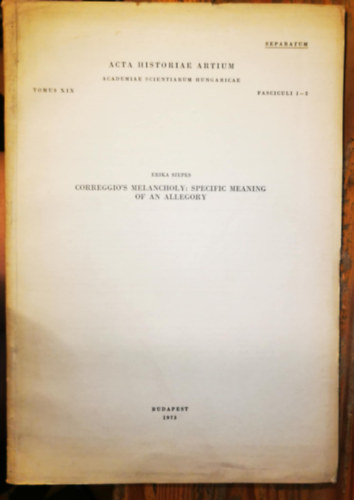 SEPARATUM
ACTA HISTORIAE ARTIUM
ACADEMIAE SCIENTIARUM HUNGARICAE
TOMUS XIX FASCICULI 1–2
ERIKA
CORREGGIO'S MELANCHOLY: SPECIFIC MEANING
OF AN ALLEGORY
BUDAPEST
1973